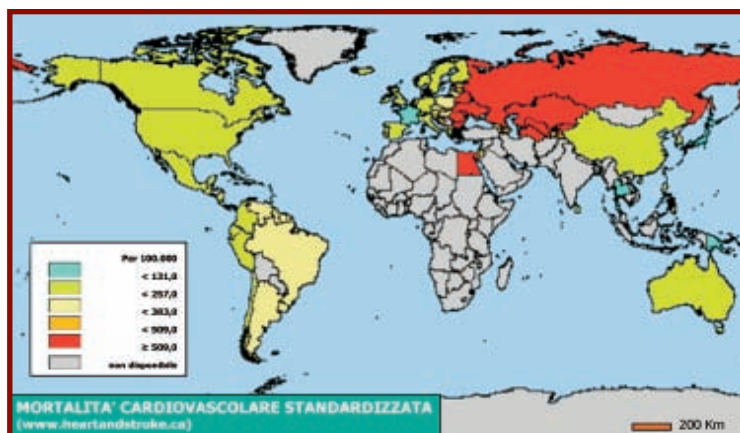 Per 100.000
< 131,0
< 257,0
< 383,0
< 509,0
≥ 509,0
non disponibile
MORTALITA' CARDIOVASCOLARE STANDARDIZZATA
(www.heartandstroke.ca)
200 Km